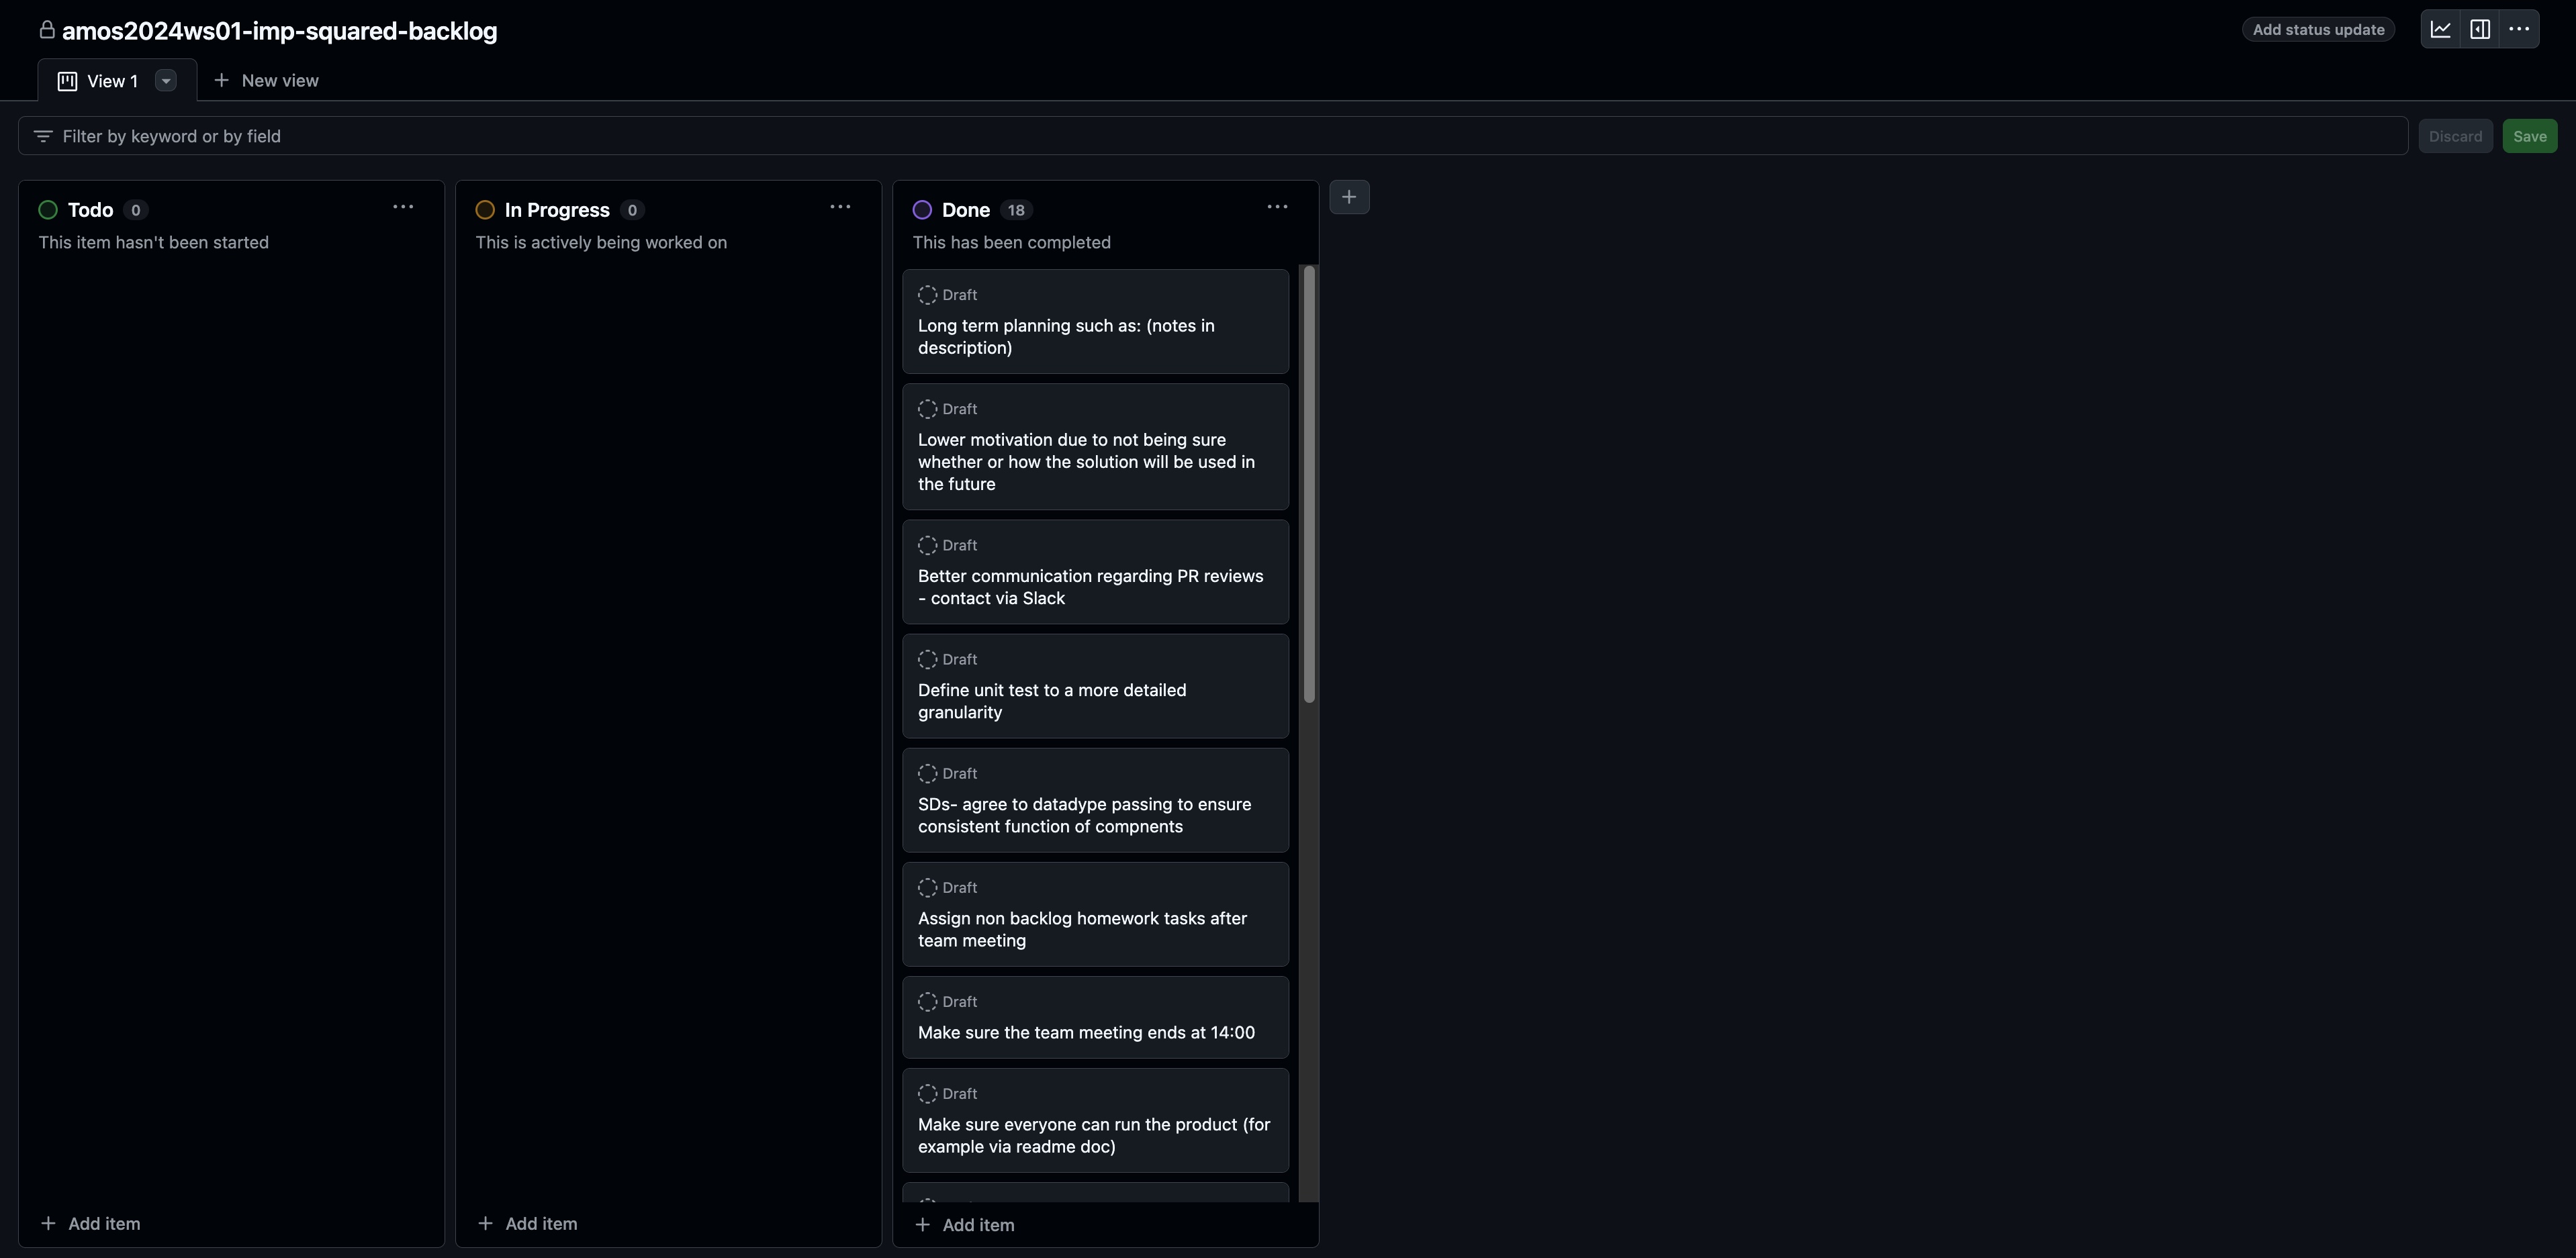 amos2024ws01-imp-squared-backlog
Add status update
View 1
New view
Filter by keyword or by field
Discard
Save
Todo 0
This item hasn't been started
In Progress 0
This is actively being worked on
Done 18
This has been completed
Draft
Long term planning such as: (notes in
description)
Draft
Lower motivation due to not being sure
whether or how the solution will be used in
the future
Draft
Better communication regarding PR reviews
- contact via Slack
Draft
Define unit test to a more detailed
granularity
Draft
SDs- agree to datadype passing to ensure
consistent function of compnents
Draft
Assign non backlog homework tasks after
team meeting
Draft
Make sure the team meeting ends at 14:00
Draft
Make sure everyone can run the product (for
example via readme doc)
Add item
Add item
Add item